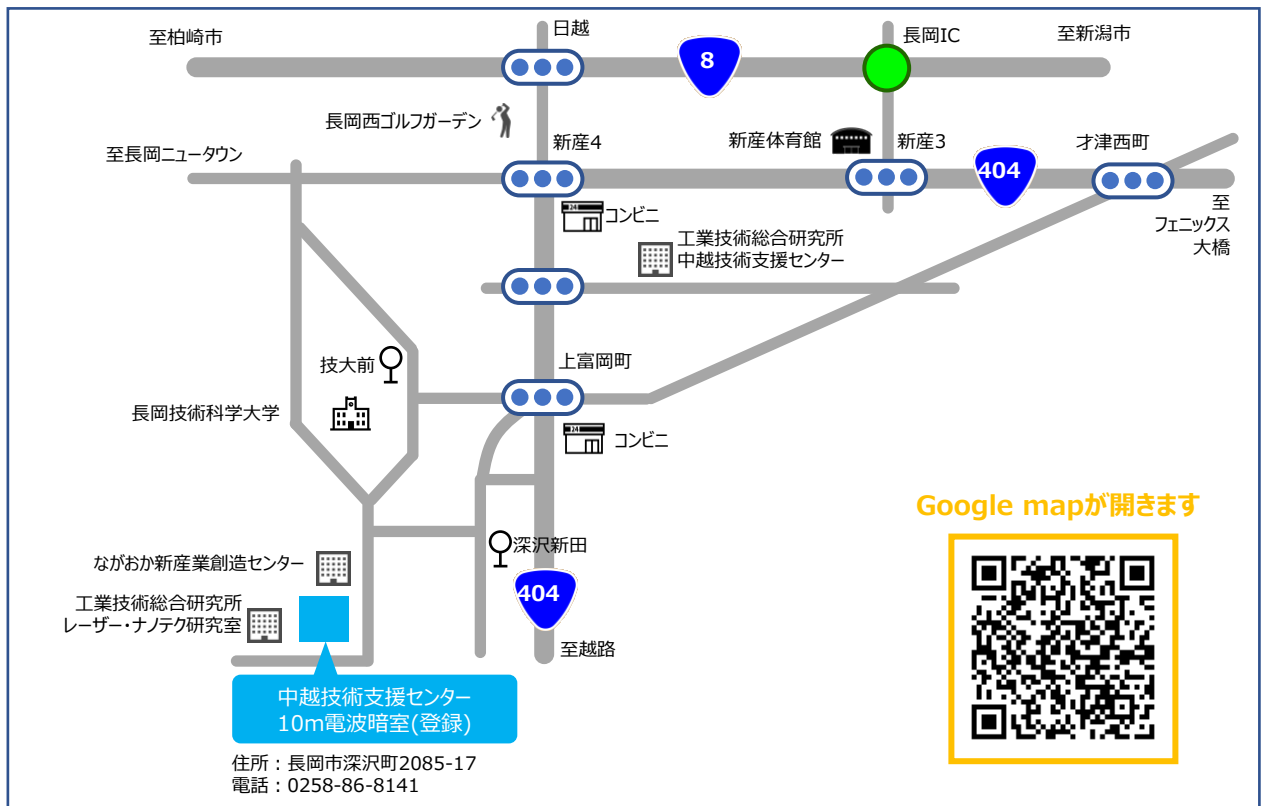 至柏崎市
日越
8
長岡IC
至新潟市
長岡西ゴルフガーデン
至長岡ニュータウン
新産4
新産体育館
新産3
404
才津西町
至
フェニックス
大橋
24
コンビニ
工業技術総合研究所
中越技術支援センター
技大前
上富岡町
長岡技術科学大学
24
コンビニ
Google mapが開きます
深沢新田
ながおか新産業創造センター
404
工業技術総合研究所
レーザー・ナノテク研究室
至越路
中越技術支援センター
10m電波暗室(登録)
住所：長岡市深沢町2085-17
電話：0258-86-8141